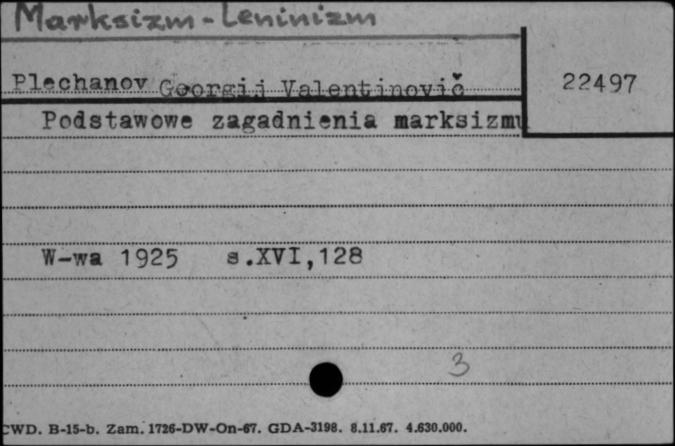 Marksizm-Leninizm
Plechanov Georgij Valentinovič
22497
Podstawowe zagadnienia marksizmu
W-wa 1925 s.XVI,128
3
CWD. B-15-b. Zam. 1726-DW-On-67. GDA-3198. 8.11.67. 4.630.000.